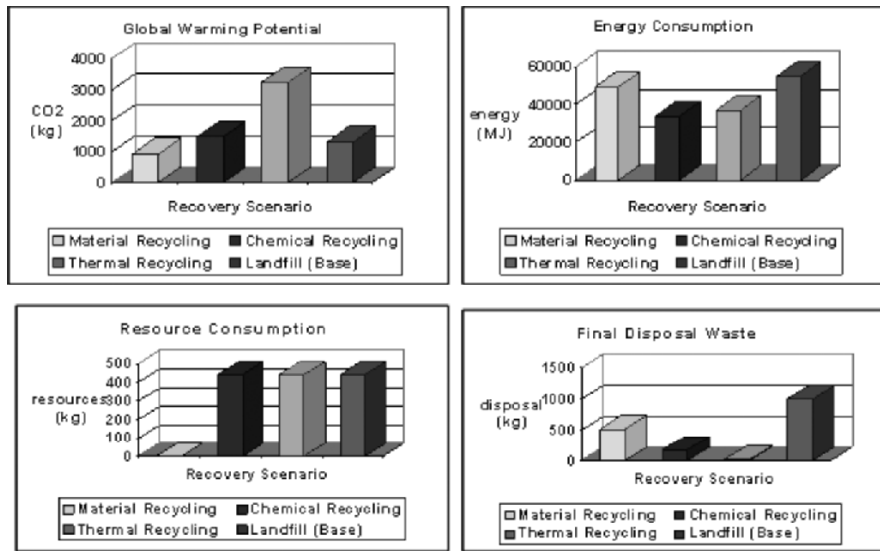 Global Warming Potential
4000
3000
2000
1000
0
CO2
(kg)
Recovery Scenario
Material Recycling Chemical Recycling
Thermal Recycling Landfill (Base)
Energy Consumption
60000
40000
20000
0
energy
(MJ)
Recovery Scenario
Material Recycling Chemical Recycling
Thermal Recycling Landfill (Base)
Resource Consumption
500
400
300
200
100
0
resources
(kg)
Recovery Scenario
Material Recycling Chemical Recycling
Thermal Recycling Landfill (Base)
Final Disposal Waste
1500
1000
500
0
disposal
(kg)
Recovery Scenario
Material Recycling Chemical Recycling
Thermal Recycling Landfill (Base)